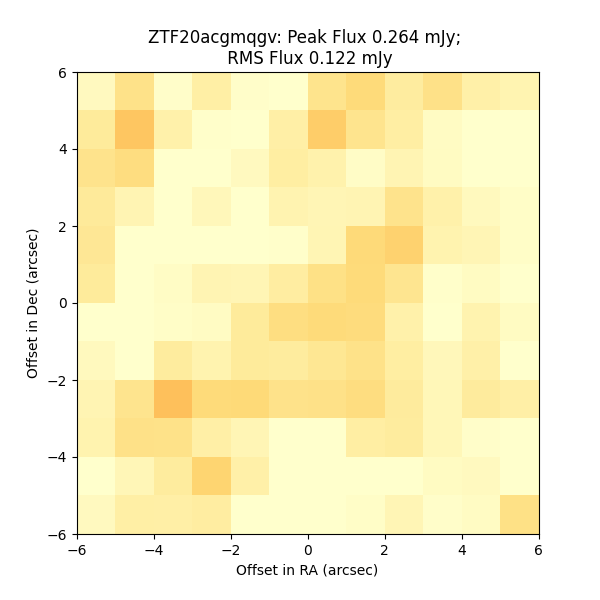 ZTF20acgmqgv: Peak Flux 0.264 mJy;
RMS Flux 0.122 mJy
6
4
2
0
−2
−4
−6
Offset in Dec (arcsec)
−6 −4 −2 0 2 4 6
Offset in RA (arcsec)